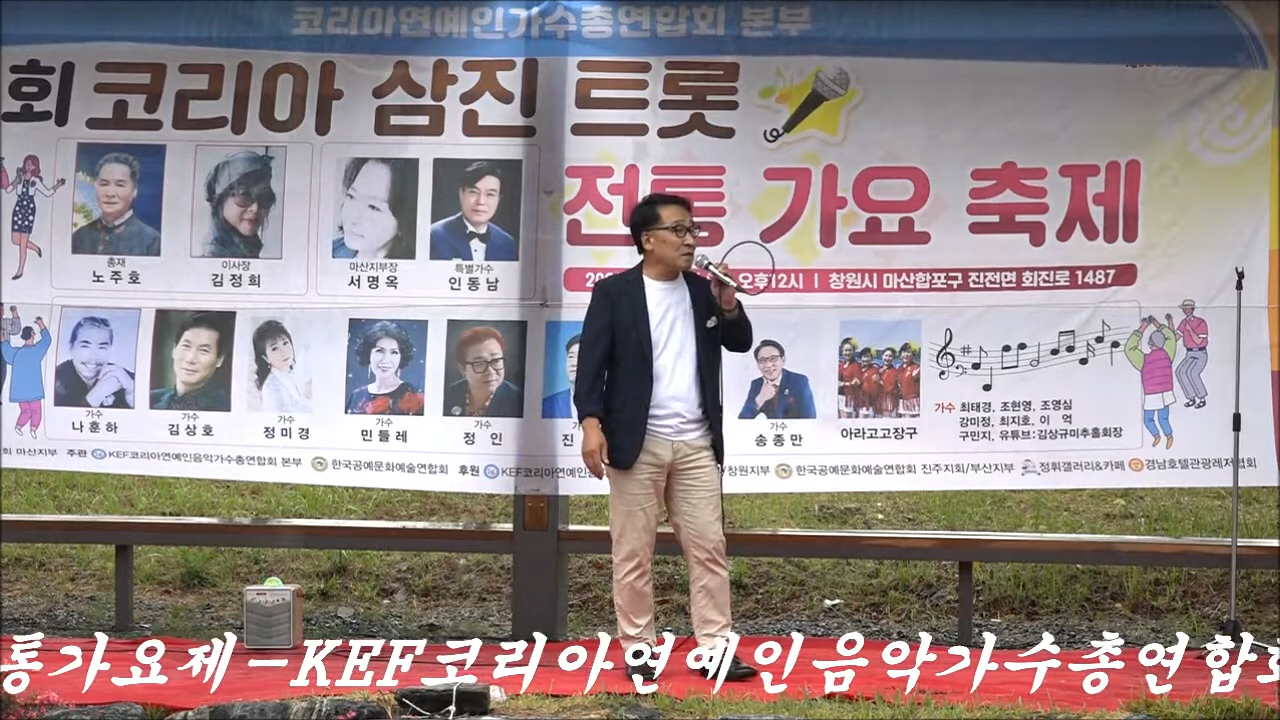 코리아연예인가수총연합회 본부
회 코리아 삼진 트롯
전통 가요 축제
오후12시 | 창원시 마산합포구 진전면 회진로 1487
총재
노주호
이사장
김정희
마산지부장
서명옥
특별가수
인동남
가수
나훈하
가수
김상호
가수
정미경
가수
민들레
가수
정인
진
가수
송종만
아라고고장구
가수 최태경, 조현영, 조영심
강미정, 최지호, 이 억
구민지, 유튜브:김상규미추홀회장
회 마산지부 주관 KEF코리아연예인음악가수총연합회 본부 한국공예문화예술연합회 후원 KEF코리아연예인음 /창원지부 한국공예문화예술연합회 진주지회/부산지부 정휘갤러리&카페 경남호텔관광레저협회
통가요제-KEF코리아연예인음악가수총연합회